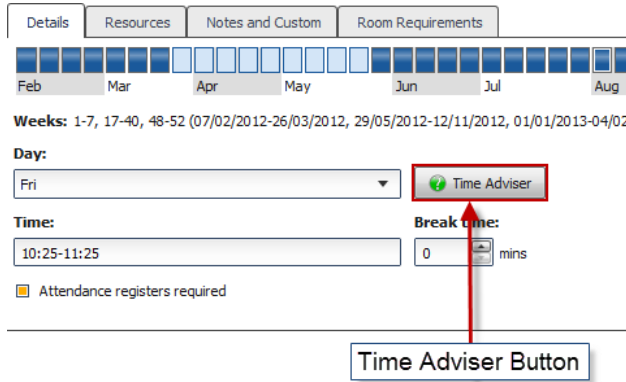 Details Resources Notes and Custom Room Requirements
Feb Mar Apr May Jun Jul Aug
Weeks: 1-7, 17-40, 48-52 (07/02/2012-26/03/2012, 29/05/2012-12/11/2012, 01/01/2013-04/02
Day:
Fri Time Adviser
Time: Break time:
10:25-11:25 0 mins
Attendance registers required
Time Adviser Button